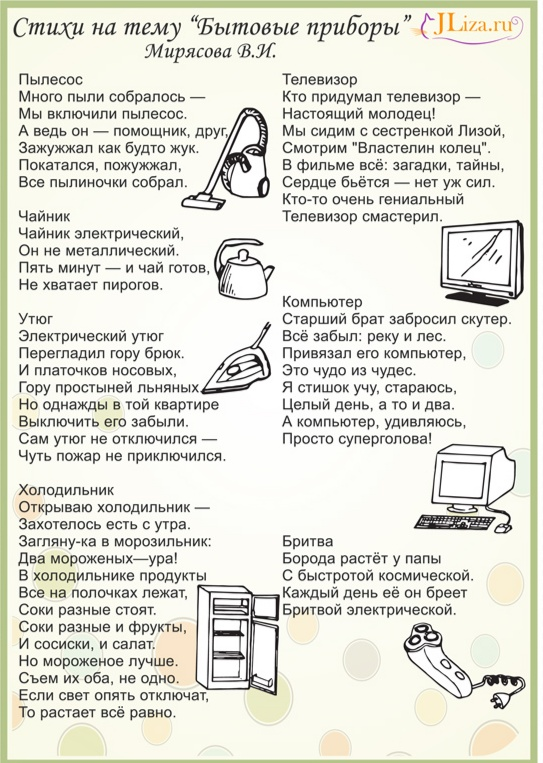 Стихи на тему “Бытовые приборы”
JLiza.ru
Мирясова В.И.
Пылесос
Много пыли собралось —
Мы включили пылесос.
А ведь он — помощник, друг,
Зажужжал как будто жук.
Покатался, пожужжал,
Все пылиночки собрал.
Чайник
Чайник электрический,
Он не металлический.
Пять минут — и чай готов,
Не хватает пирогов.
Утюг
Электрический утюг
Перегладил гору брюк.
И платочков носовых,
Гору простыней льняных.
Но однажды в той квартире
Выключить его забыли.
Сам утюг не отключился —
Чуть пожар не приключился.
Холодильник
Открываю холодильник —
Захотелось есть с утра.
Загляну-ка в морозильник:
Два мороженых—ура!
В холодильнике продукты
Все на полочках лежат,
Соки разные стоят.
Соки разные и фрукты,
И сосиски, и салат.
Но мороженое лучше.
Съем их оба, не одно.
Если свет опять отключат,
То растает всё равно.
Телевизор
Кто придумал телевизор —
Настоящий молодец!
Мы сидим с сестренкой Лизой,
Смотрим "Властелин колец".
В фильме всё: загадки, тайны,
Сердце бьётся — нет уж сил.
Кто-то очень гениальный
Телевизор смастерил.
Компьютер
Старший брат забросил скутер.
Всё забыл: реку и лес.
Привязал его компьютер,
Это чудо из чудес.
Я стишок учу, стараюсь,
Целый день, а то и два.
А компьютер, удивляюсь,
Просто суперголова!
Бритва
Борода растёт у папы
С быстротой космической.
Каждый день её он бреет
Бритвой электрической.